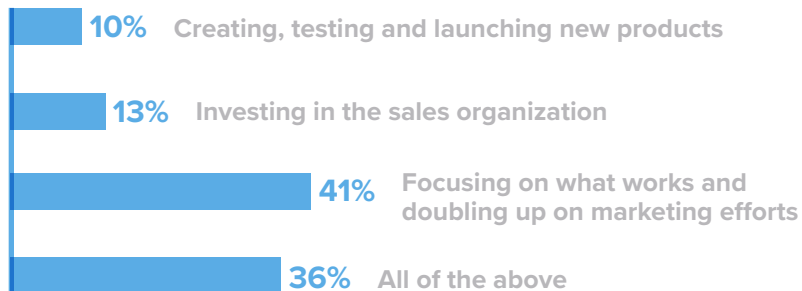 10% Creating, testing and launching new products
13% Investing in the sales organization
41% Focusing on what works and
doubling up on marketing efforts
36% All of the above